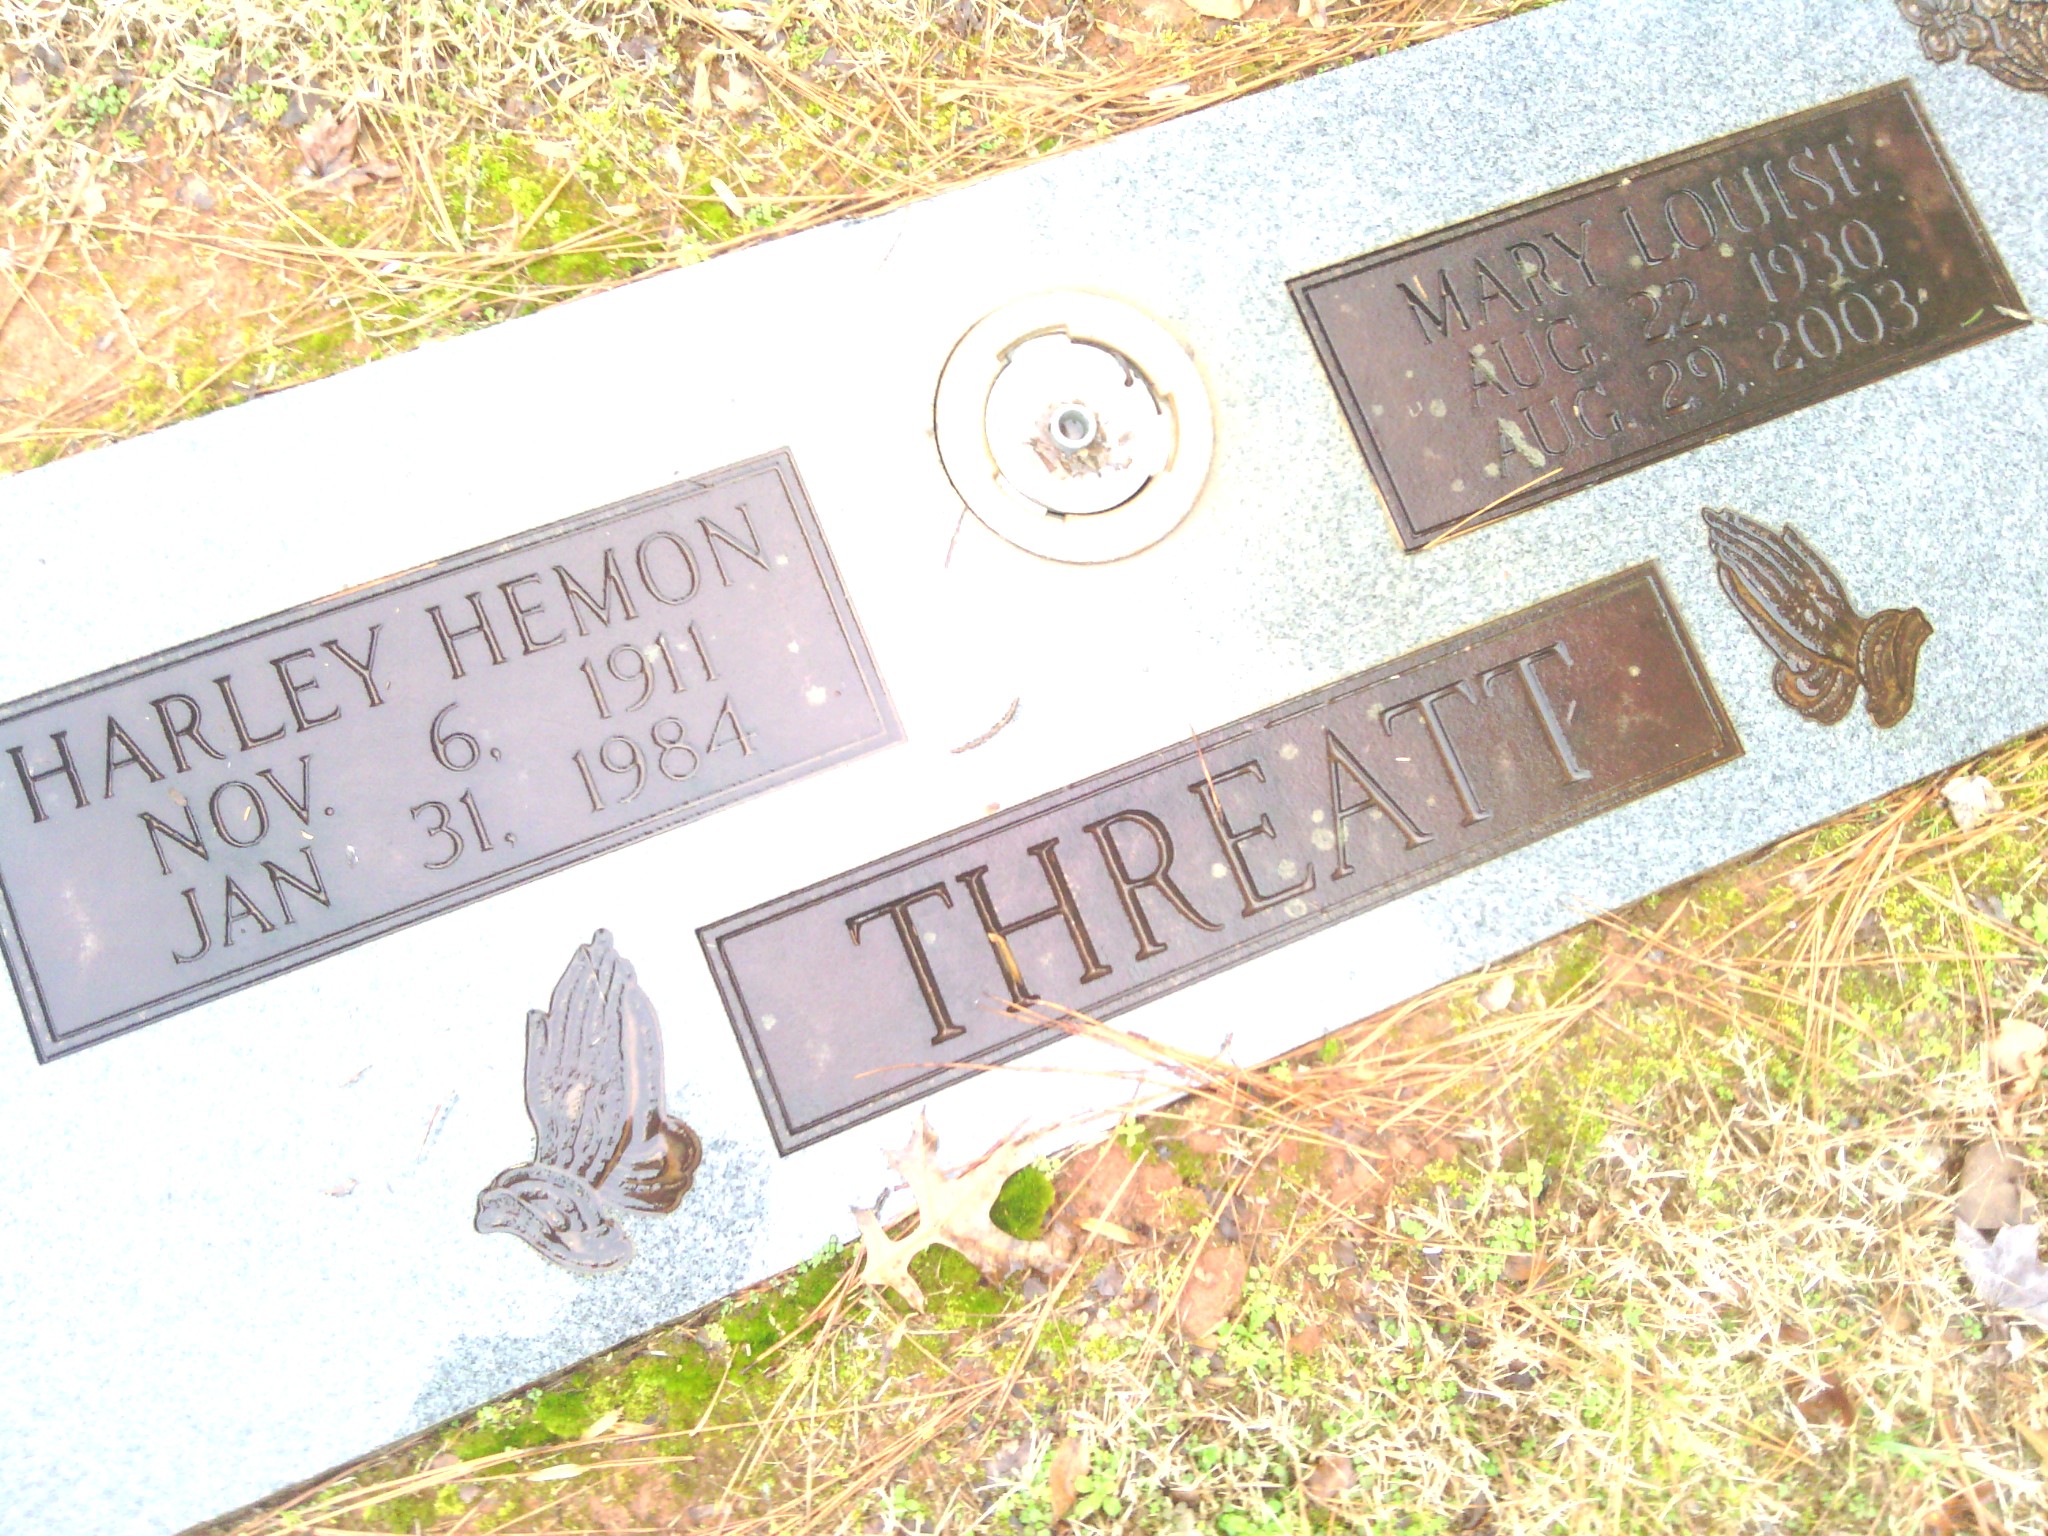 HARLEY HEMON
NOV. 6, 1911
JAN 31, 1984
MARY LOUISE
AUG. 22, 1930
AUG. 29, 2003
THREATT